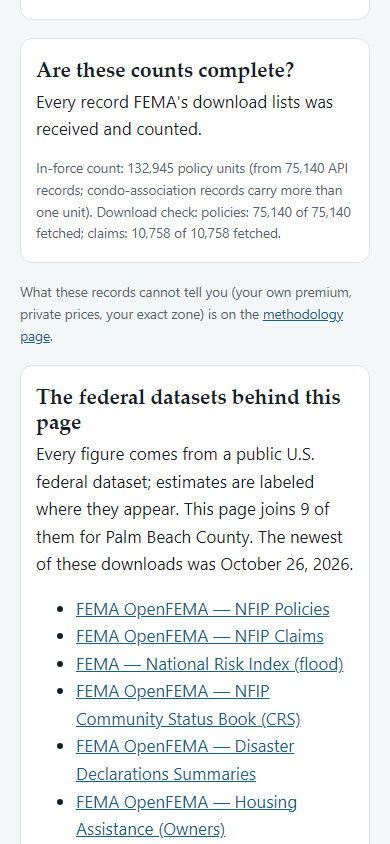 Are these counts complete?
Every record FEMA's download lists was
received and counted.
In-force count: 132,945 policy units (from 75,140 API
records; condo-association records carry more than
one unit). Download check: policies: 75,140 of 75,140
fetched; claims: 10,758 of 10,758 fetched.
What these records cannot tell you (your own premium,
private prices, your exact zone) is on the methodology
page.
The federal datasets behind this
page
Every figure comes from a public U.S.
federal dataset; estimates are labeled
where they appear. This page joins 9 of
them for Palm Beach County. The newest
of these downloads was October 26, 2026.
• FEMA OpenFEMA — NFIP Policies
• FEMA OpenFEMA — NFIP Claims
• FEMA — National Risk Index (flood)
• FEMA OpenFEMA — NFIP
Community Status Book (CRS)
• FEMA OpenFEMA — Disaster
Declarations Summaries
• FEMA OpenFEMA — Housing
Assistance (Owners)